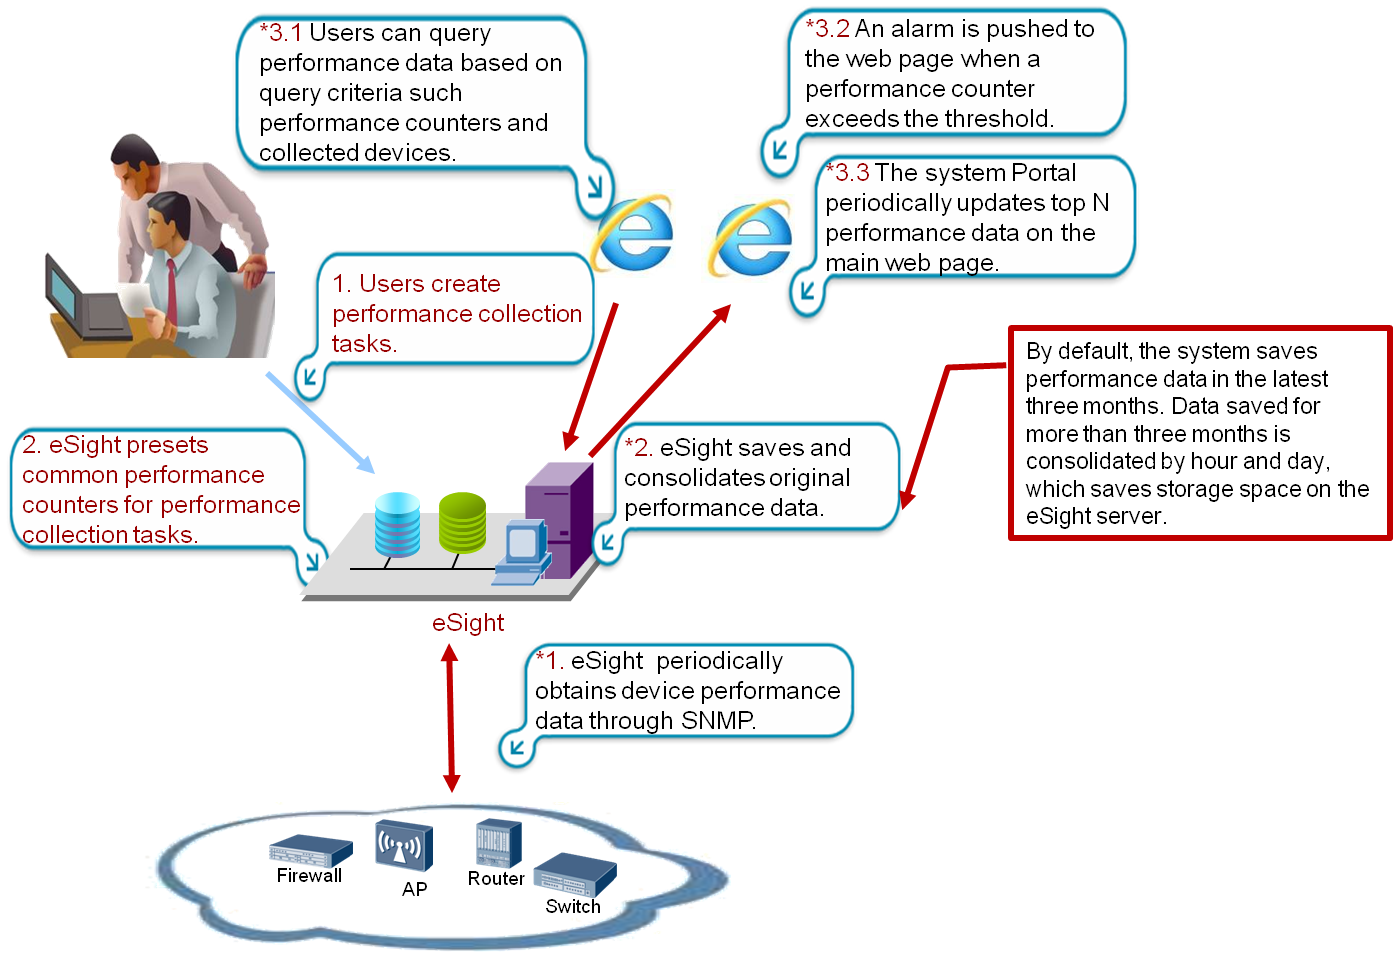 *3.1 Users can query
performance data based on
query criteria such
performance counters and
collected devices.
*3.2 An alarm is pushed to
the web page when a
performance counter
exceeds the threshold.
*3.3 The system Portal
periodically updates top N
performance data on the
main web page.
1. Users create
performance collection
tasks.
By default, the system saves
performance data in the latest
three months. Data saved for
more than three months is
consolidated by hour and day,
which saves storage space on the
eSight server.
2. eSight presets
common performance
counters for performance
collection tasks.
*2. eSight saves and
consolidates original
performance data.
eSight
*1. eSight periodically
obtains device performance
data through SNMP.
Firewall
AP
Router
Switch